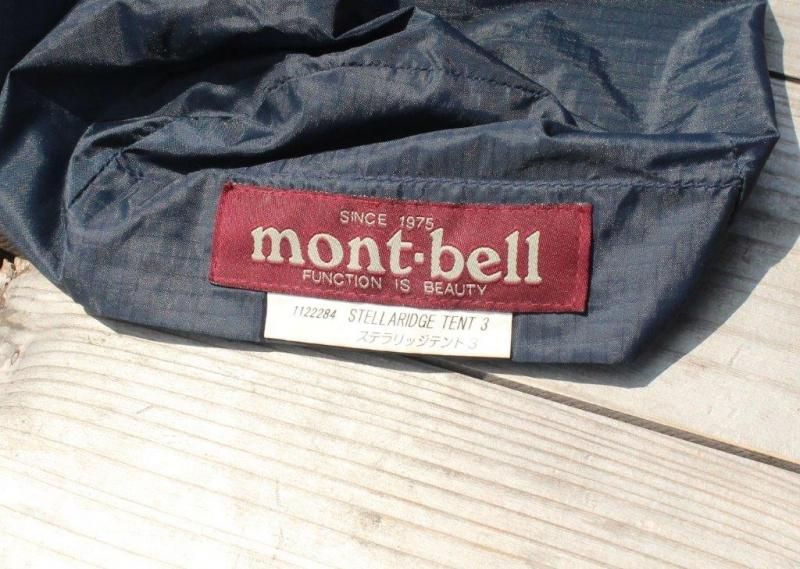 SINCE 1975
mont·bell
FUNCTION IS BEAUTY
1122284 STELLARIDGE TENT 3
ステラリッジテント3